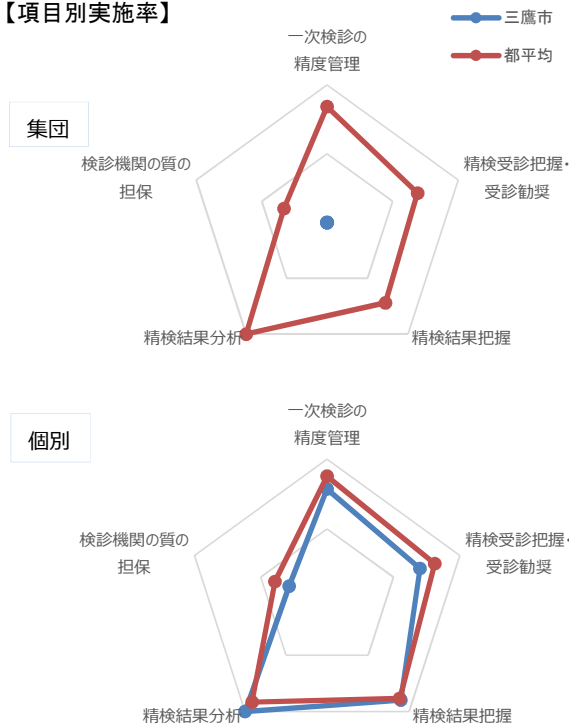 【項目別実施率】
三鷹市
都平均
集団
一次検診の
精度管理
検診機関の質の
担保
精検受診把握・
受診勧奨
精検結果分析
精検結果把握
個別
一次検診の
精度管理
検診機関の質の
担保
精検受診把握・
受診勧奨
精検結果分析
精検結果把握